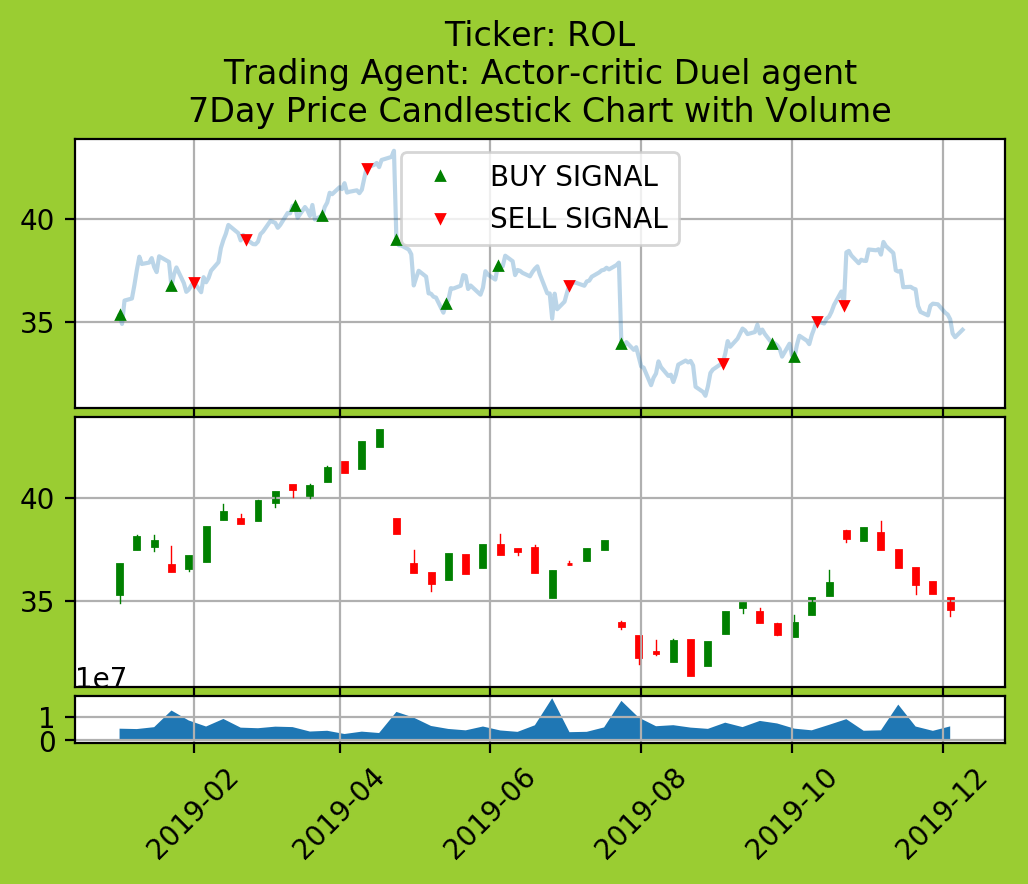 Ticker: ROL
Trading Agent: Actor-critic Duel agent
7Day Price Candlestick Chart with Volume
BUY SIGNAL
SELL SIGNAL
40
35
40
35
1e7
1
0
2019-02
2019-04
2019-06
2019-08
2019-10
2019-12